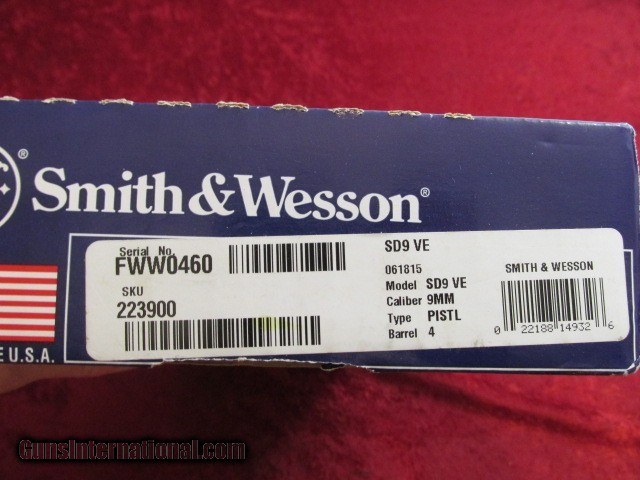 Smith & Wesson®
®
Serial No.
FWW0460
SKU
223900
SD9 VE
061815
Model SD9 VE
Caliber 9MM
Type PISTL
Barrel 4
SMITH & WESSON
0 22188 14932 6
E U.S.A.
GunsInternational.com